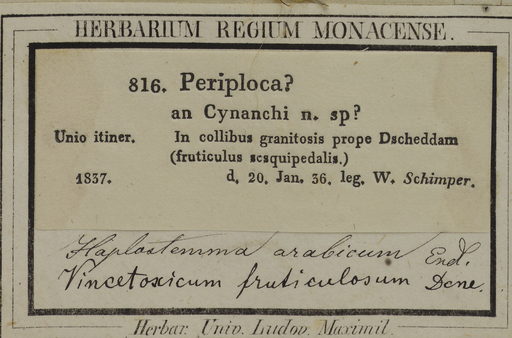 HERBARIUM REGIUM MONACENSE.
816. Periploca?
an Cynanchi n. sp?
Unio itiner. In collibus granitosis prope Dscheddam
(fruticulus sesquipedalis.)
1837. d. 20. Jan. 36. leg. W. Schimper.
Haplostemma arabicum End.
Vincetoxicum fruticulosum Dcne.
Herbar. Univ. Ludov. Maximil.